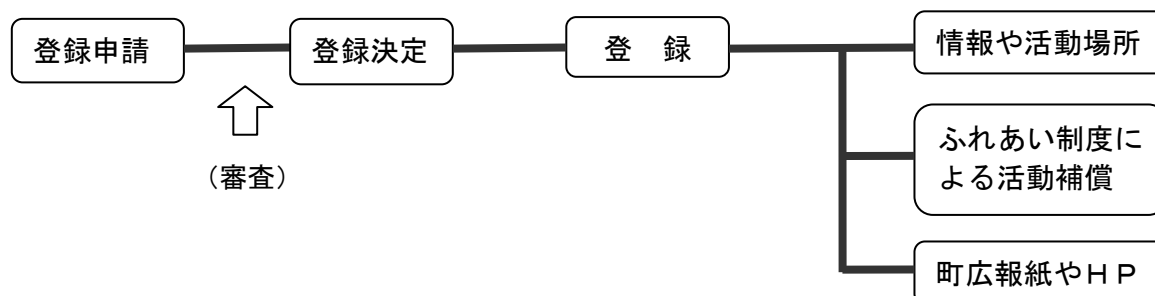 登録申請
登録決定
登　録
(審査)
情報や活動場所
ふれあい制度に
よる活動補償
町広報紙やＨＰ